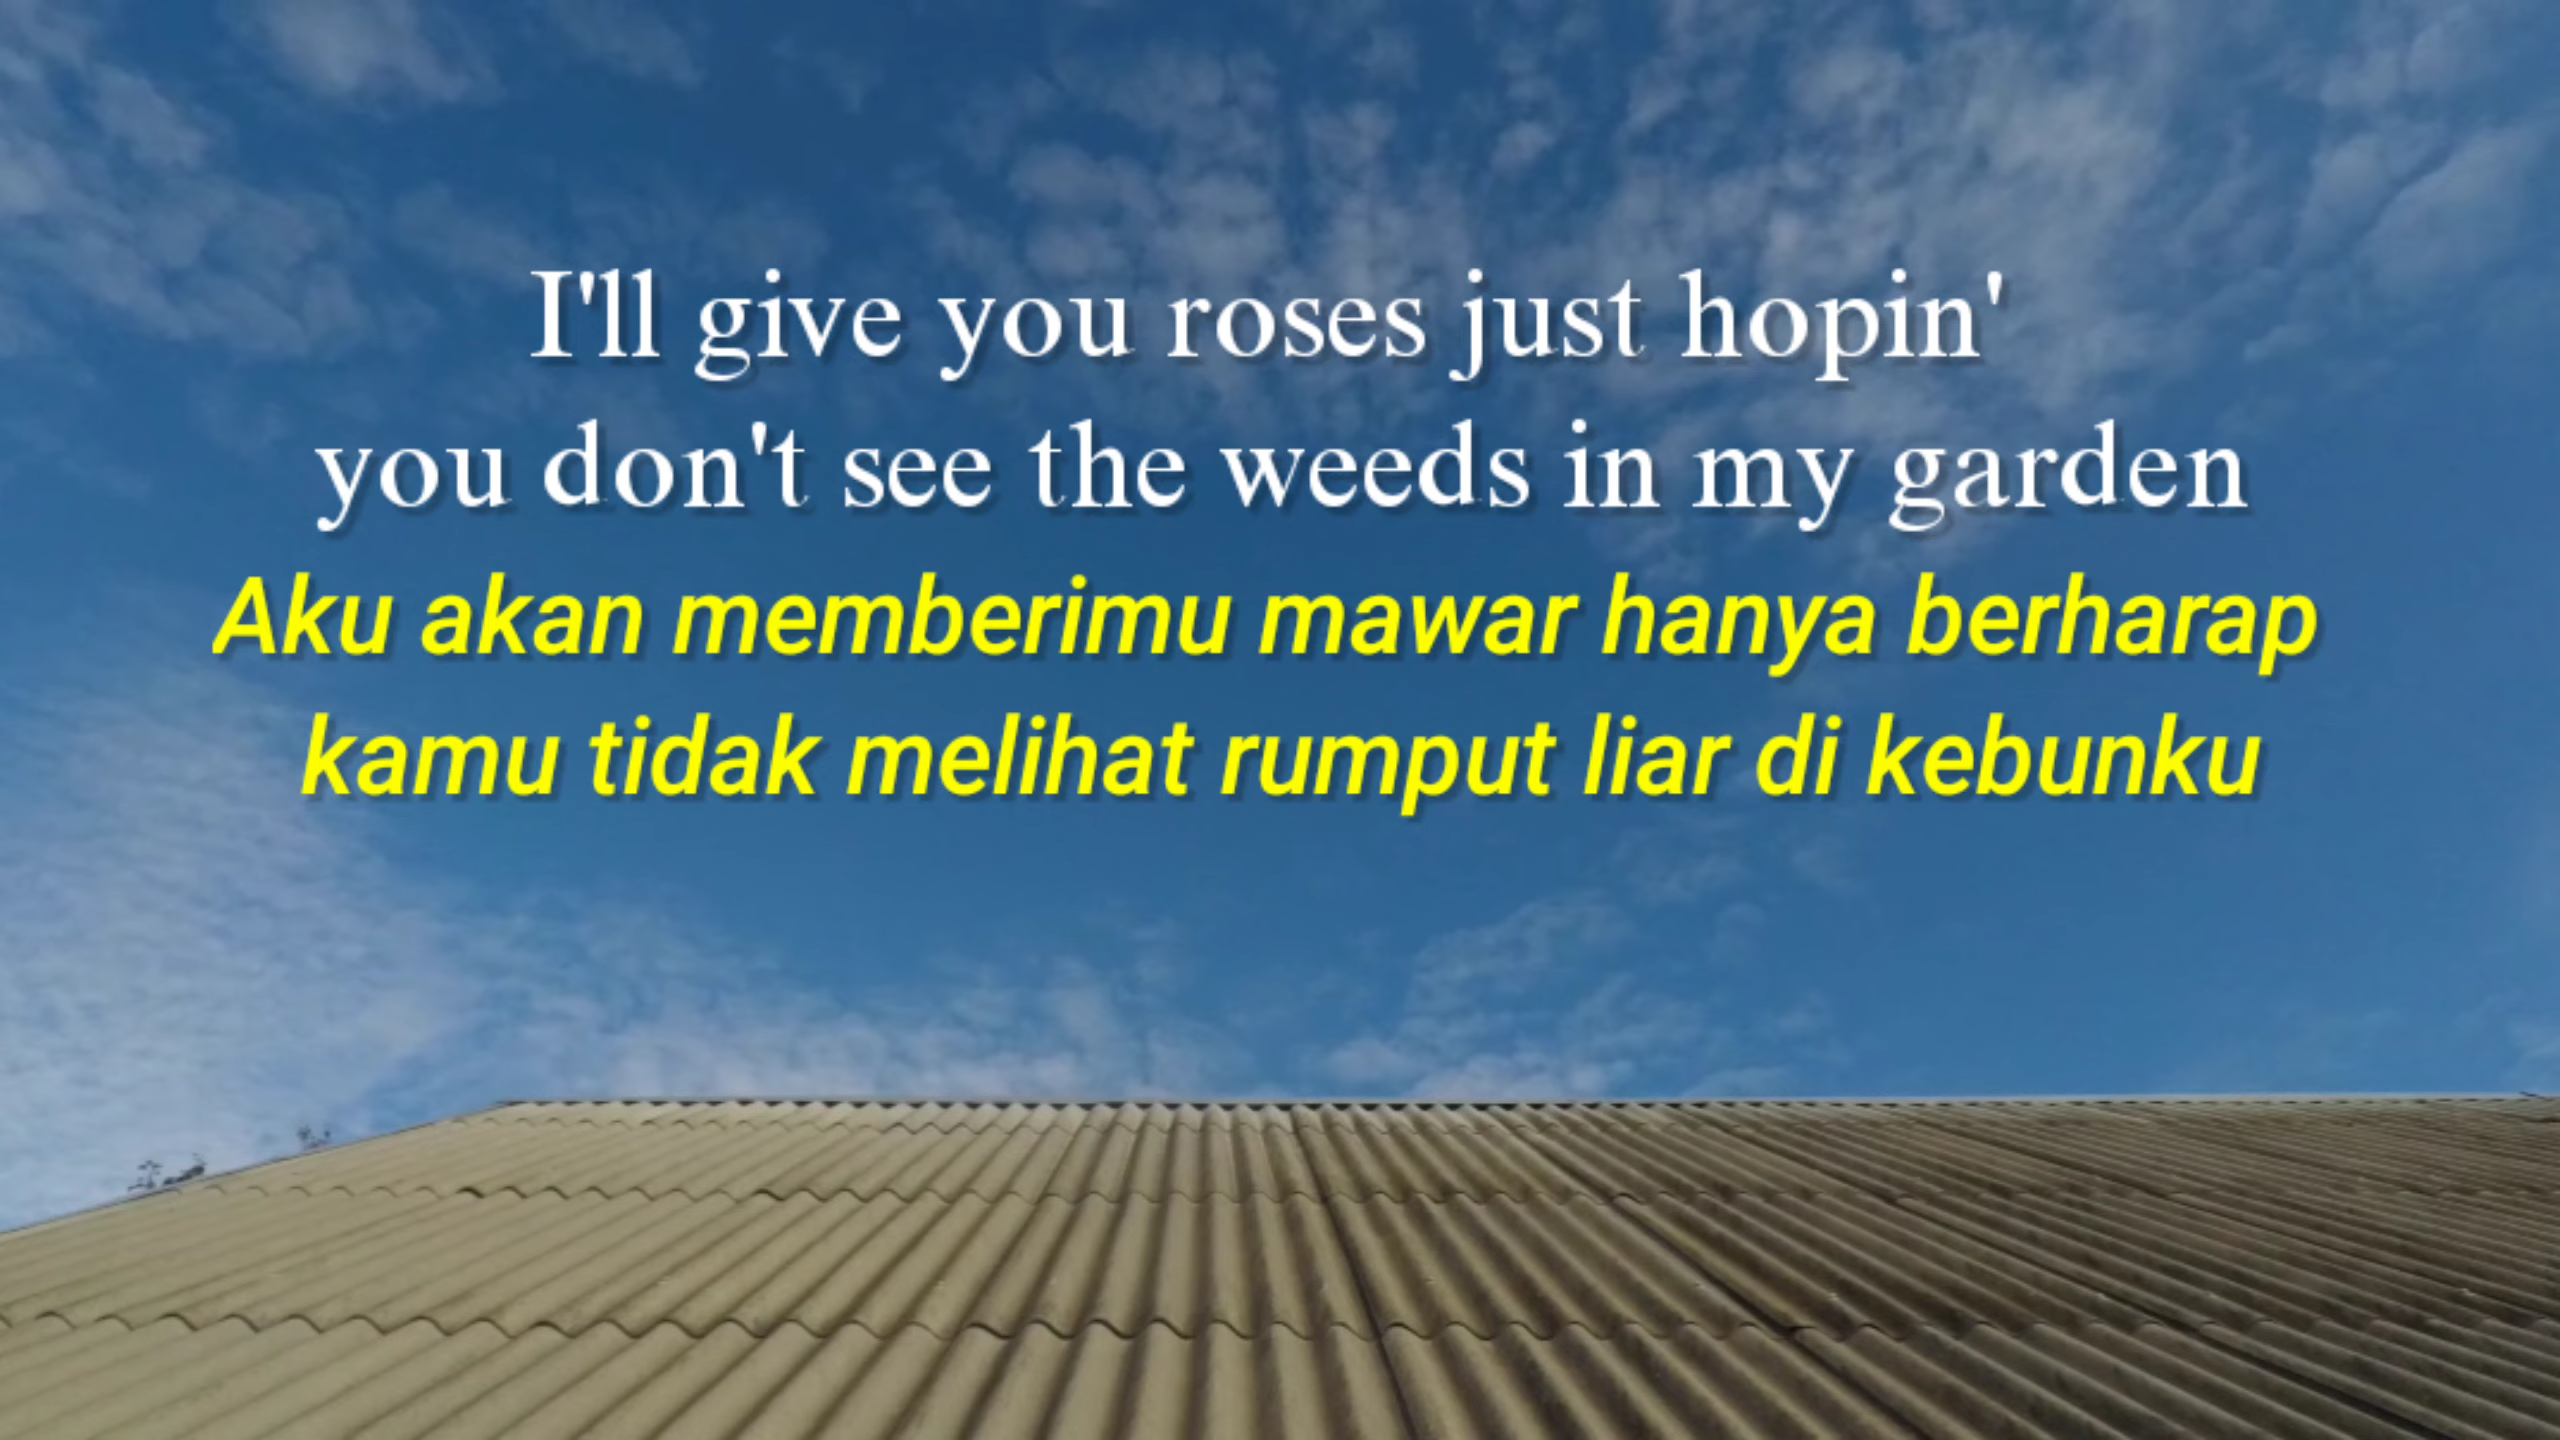 I'll give you roses just hopin'
you don't see the weeds in my garden
Aku akan memberimu mawar hanya berharap
kamu tidak melihat rumput liar di kebunku